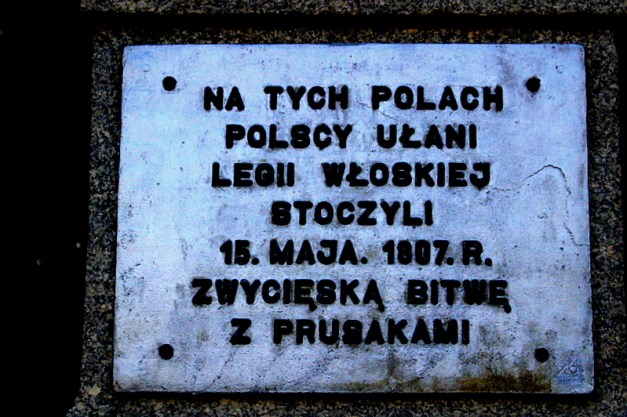 NA TYCH POLACH
POLSCY UŁANI
LEGII WŁOSKIEJ
STOCZYLI
15. MAJA. 1807. R.
ZWYCIĘSKĄ BITWĘ
Z PRUSAKAMI